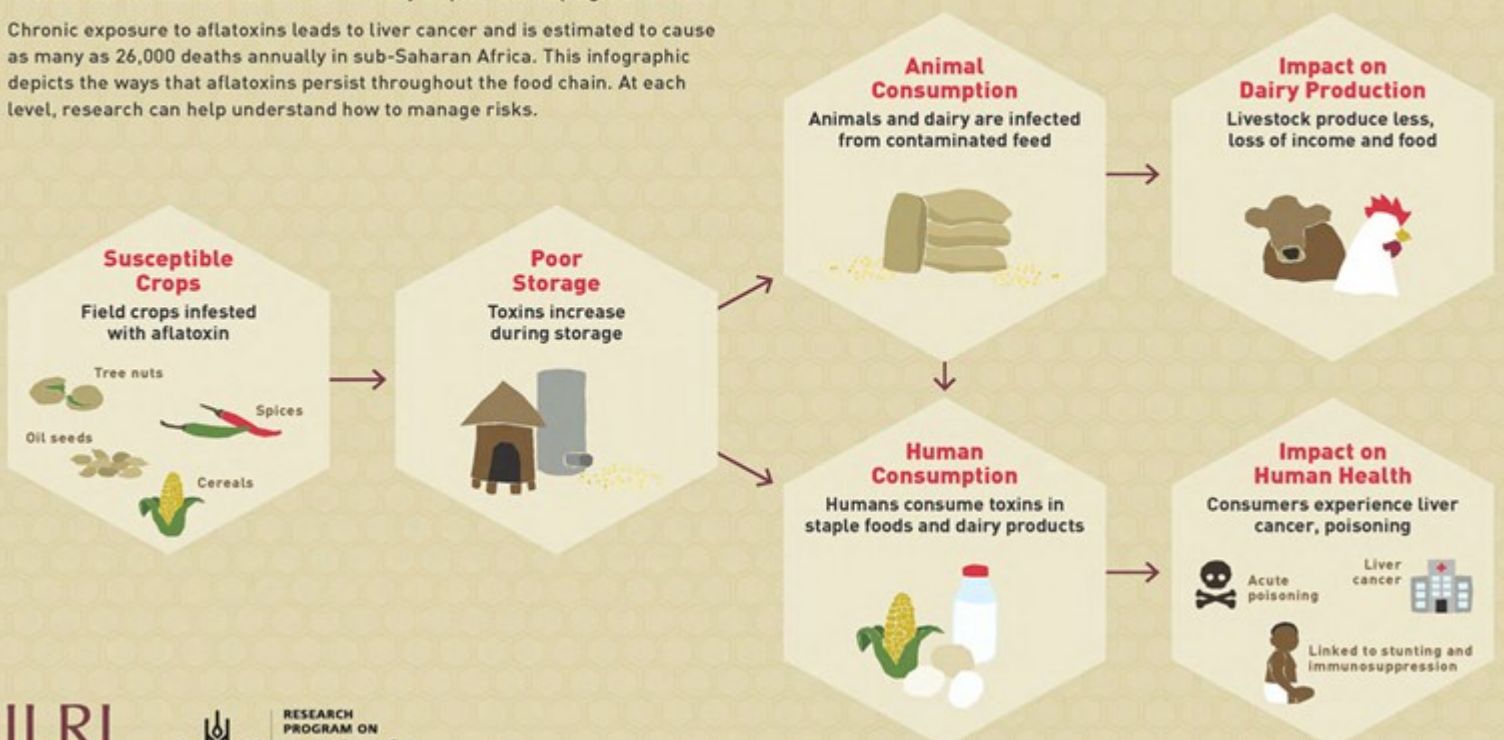 Chronic exposure to aflatoxins leads to liver cancer and is estimated to cause
as many as 26,000 deaths annually in sub-Saharan Africa. This infographic
depicts the ways that aflatoxins persist throughout the food chain. At each
level, research can help understand how to manage risks.
Susceptible
Crops
Field crops infested
with aflatoxin
Tree nuts
Spices
Oil seeds
Cereals
Poor
Storage
Toxins increase
during storage
Animal
Consumption
Animals and dairy are infected
from contaminated feed
Impact on
Dairy Production
Livestock produce less,
loss of income and food
Human
Consumption
Humans consume toxins in
staple foods and dairy products
Impact on
Human Health
Consumers experience liver
cancer, poisoning
Acute
poisoning
Liver
cancer
Linked to stunting and
immunosuppression
ILRI
RESEARCH
PROGRAM ON